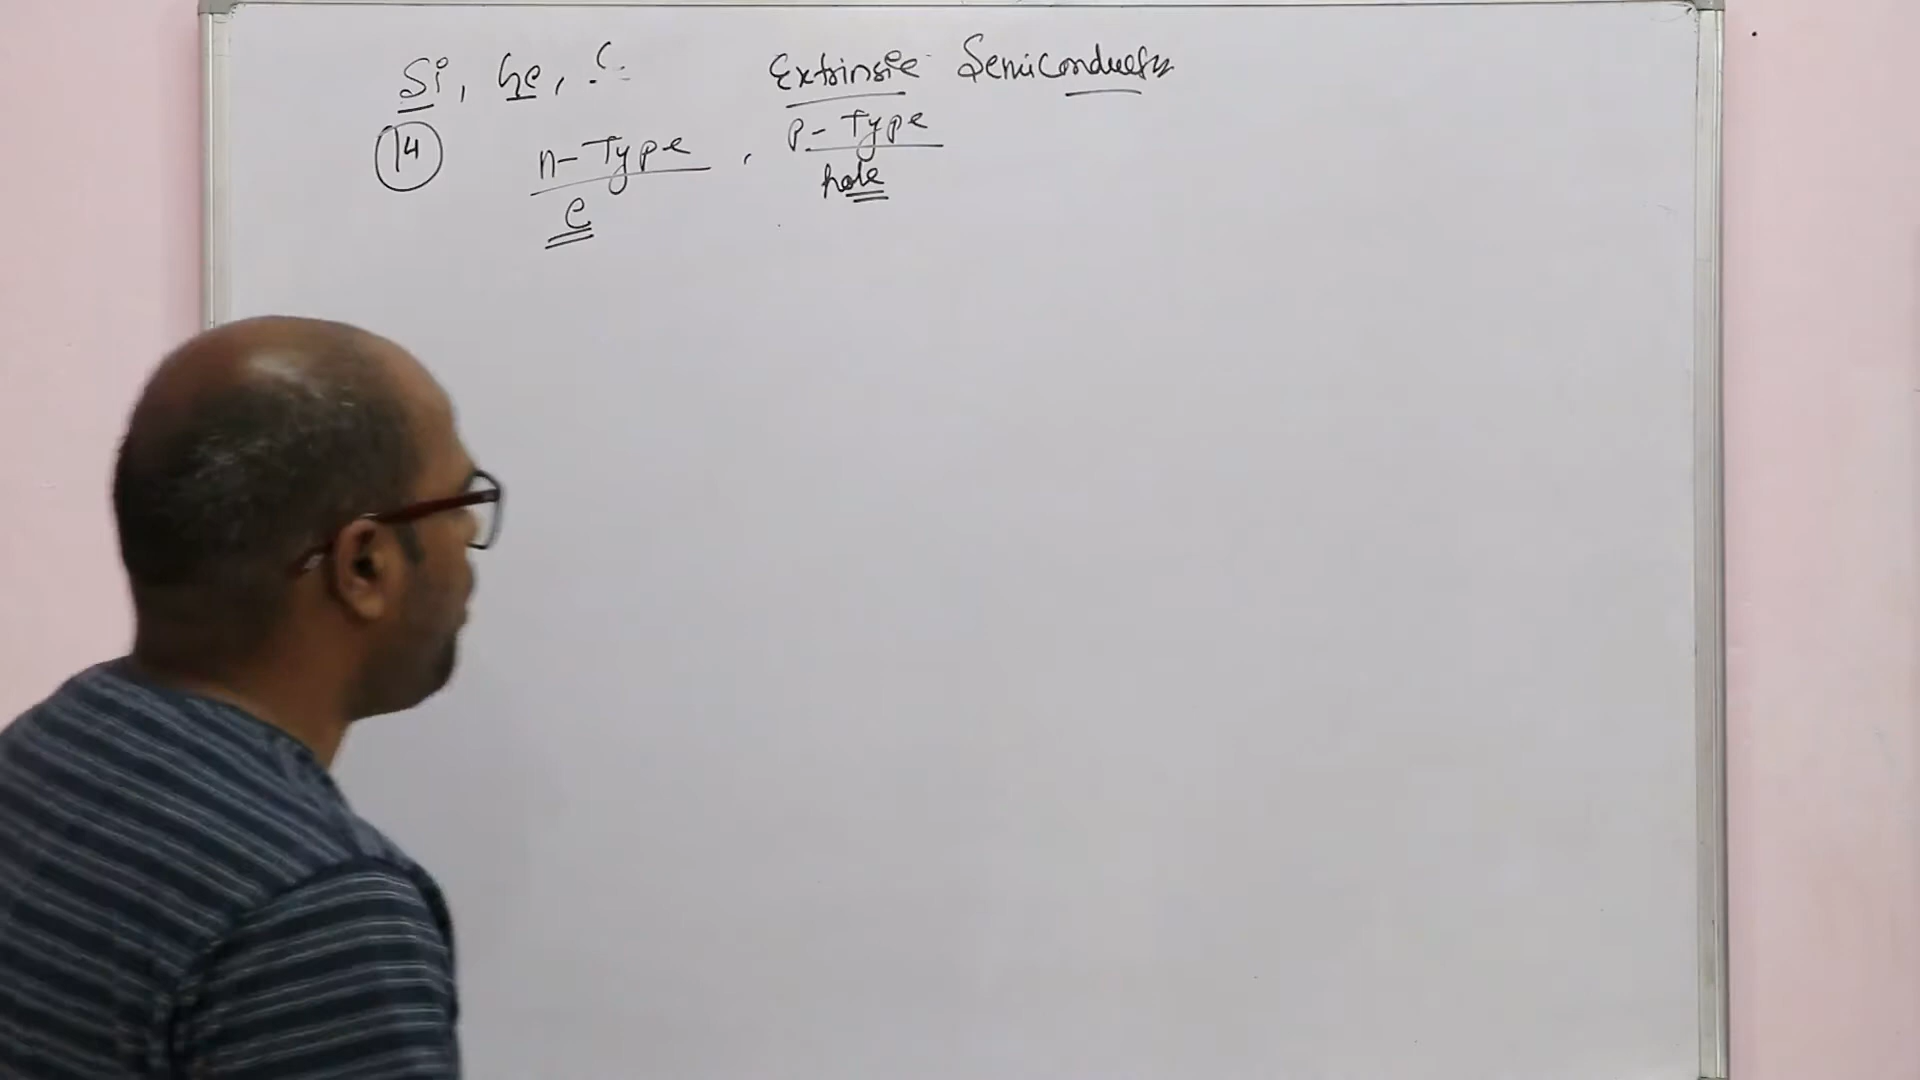 Si, Ge, C Extrinsic Semiconductor
14 n-Type, P-Type
e hole